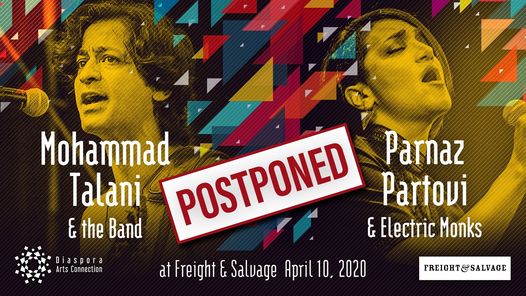 Mohammad
Talani
& the Band
POSTPONED
Parnaz
Partovi
& Electric Monks
Diaspora
Arts Connection
at Freight & Salvage April 10, 2020
FREIGHT & SALVAGE